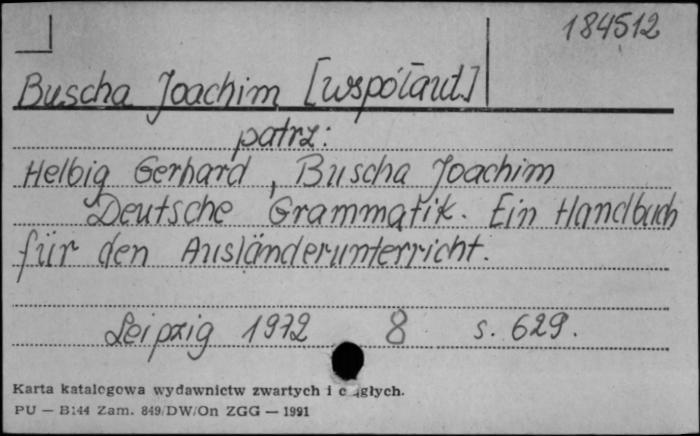 184512
Buscha Joachim [współaut.]
patrz:
Helbig Gerhard, Buscha Joachim
Deutsche Grammatik. Ein Handbuch
für den Ausländerunterricht.
Leipzig 1972 8 s. 629.
Karta katalogowa wydawnictw zwartych i
PU — B144 Zam. 849/DW/On ZGG — 1991